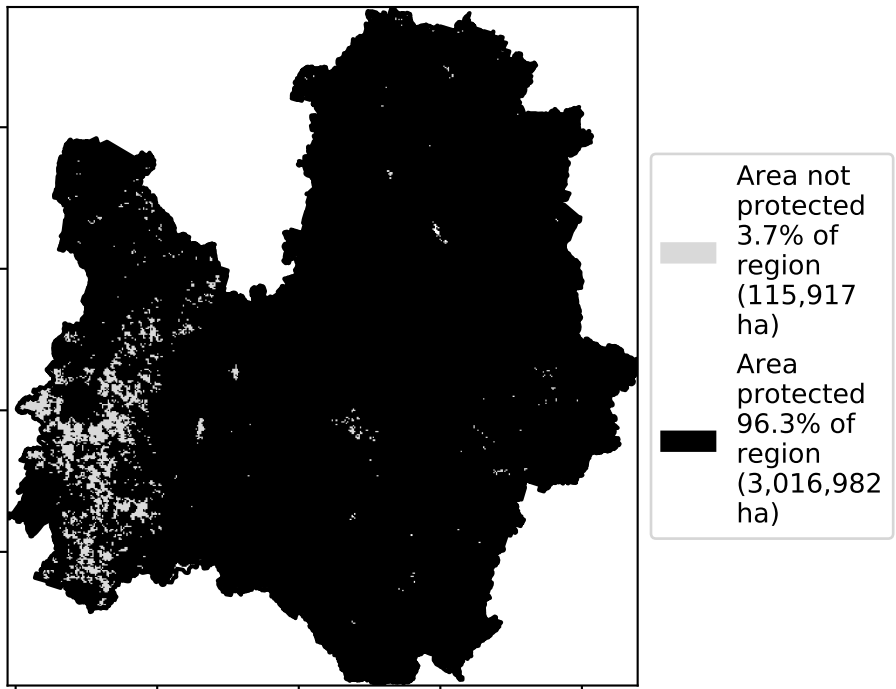 Area not
protected
3.7% of
region
(115,917
ha)
Area
protected
96.3% of
region
(3,016,982
ha)